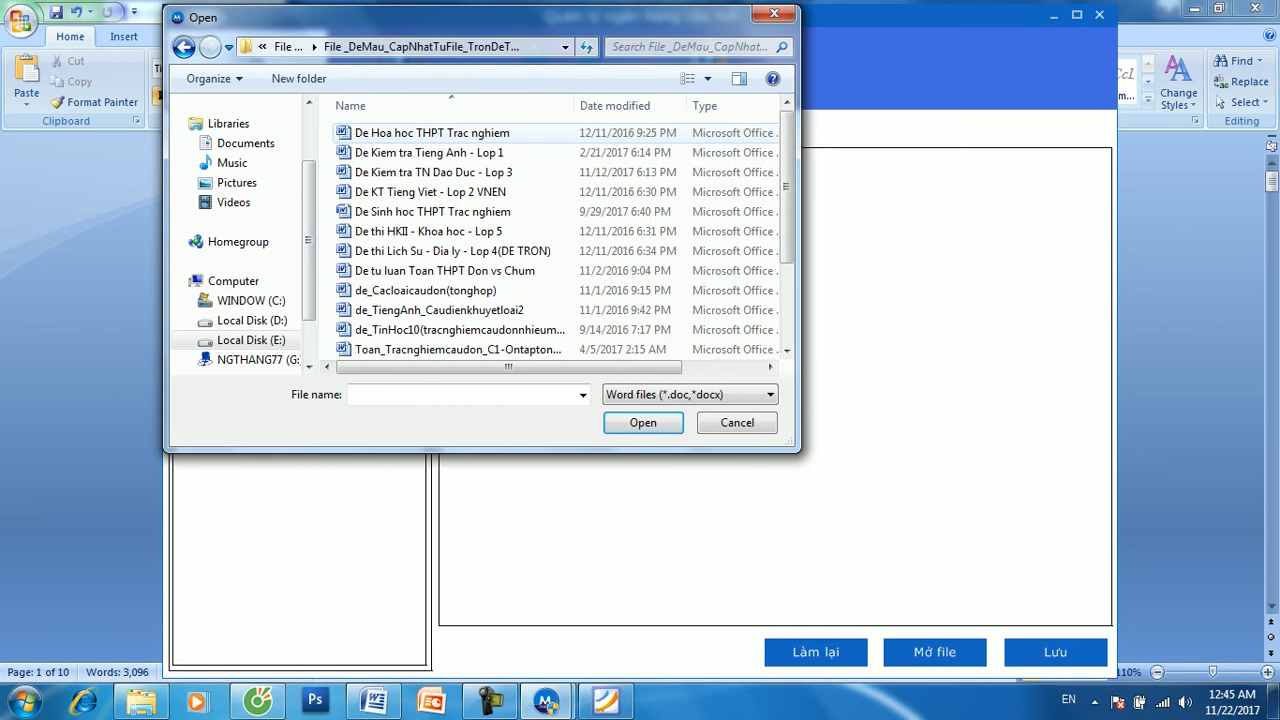 Open
Home
Insert
Paste
Cut
Copy
Format Painter
Clipboard
File ...
File _DeMau_CapNhatTuFile_TronDeT...
Search File _DeMau_CapNhat...
Organize
New folder
Name
Date modified
Type
Libraries
Documents
Music
Pictures
Videos
Homegroup
Computer
WINDOW (C:)
Local Disk (D:)
Local Disk (E:)
NGTHANG77 (G:
De Hoa hoc THPT Trac nghiem 12/11/2016 9:25 PM Microsoft Office .
De Kiem tra Tieng Anh - Lop 1 2/21/2017 6:14 PM Microsoft Office .
De Kiem tra TN Dao Duc - Lop 3 11/12/2017 6:13 PM Microsoft Office .
De KT Tieng Viet - Lop 2 VNEN 12/11/2016 6:30 PM Microsoft Office .
De Sinh hoc THPT Trac nghiem 9/29/2017 6:40 PM Microsoft Office .
De thi HKII - Khoa hoc - Lop 5 12/11/2016 6:31 PM Microsoft Office .
De thi Lich Su - Dia ly - Lop 4(DE TRON) 12/11/2016 6:34 PM Microsoft Office .
De tu luan Toan THPT Don vs Chum 11/2/2016 9:04 PM Microsoft Office .
de_Cacloaicaudon(tonghop) 11/1/2016 9:15 PM Microsoft Office .
de_TiengAnh_Caudienkhuyetloai2 11/1/2016 9:42 PM Microsoft Office .
de_TinHoc10(tracnghiemcaudonnhieum... 9/14/2016 7:17 PM Microsoft Office .
Toan_Tracnghiemcaudon_C1-Ontapton... 4/5/2017 2:15 AM Microsoft Office .
File name:
Word files (*.doc,*docx)
Open
Cancel
Change
Styles
Find
Replace
Select
Editing
Làm lại
Mở file
Lưu
Page: 1 of 10
Words: 3,096
110%
Ps
EN
12:45 AM
11/22/2017